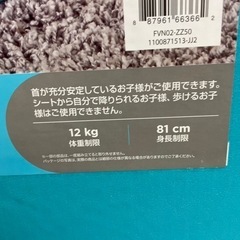 8
87961 66366 2
FVN02-ZZ50
1100871513-JJ2
首が充分安定しているお子様がご使用できます。
シートから自分で降りられるお子様、歩けるお子様
はご使用できません。
12 kg
体重制限
81 cm
身長制限